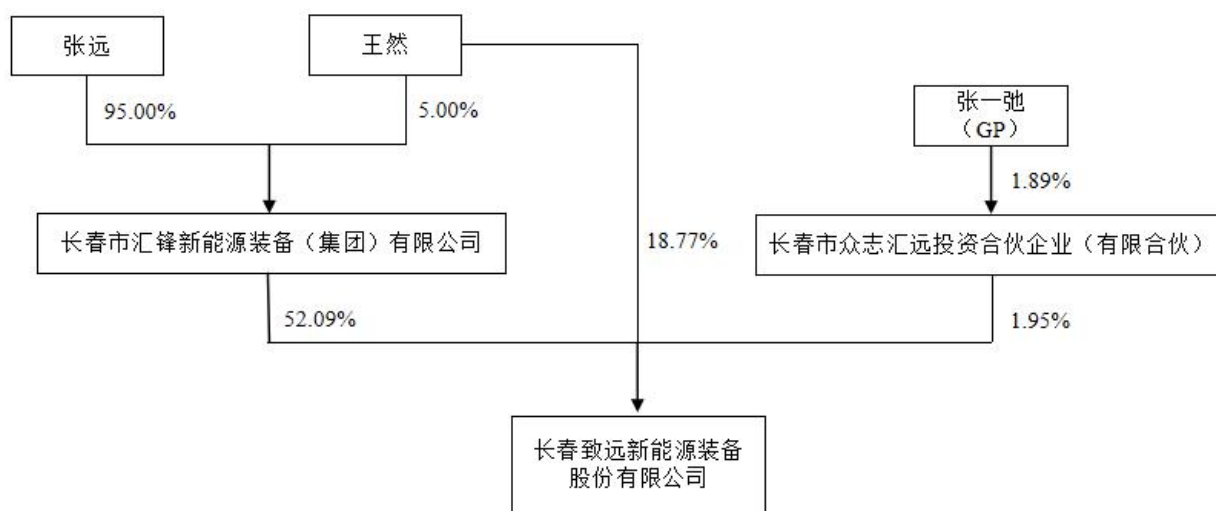 张远
王然
95.00%
5.00%
张一弛
（GP）
1.89%
长春市汇锋新能源装备（集团）有限公司
18.77%
长春市众志汇远投资合伙企业（有限合伙）
52.09%
1.95%
长春致远新能源装备
股份有限公司